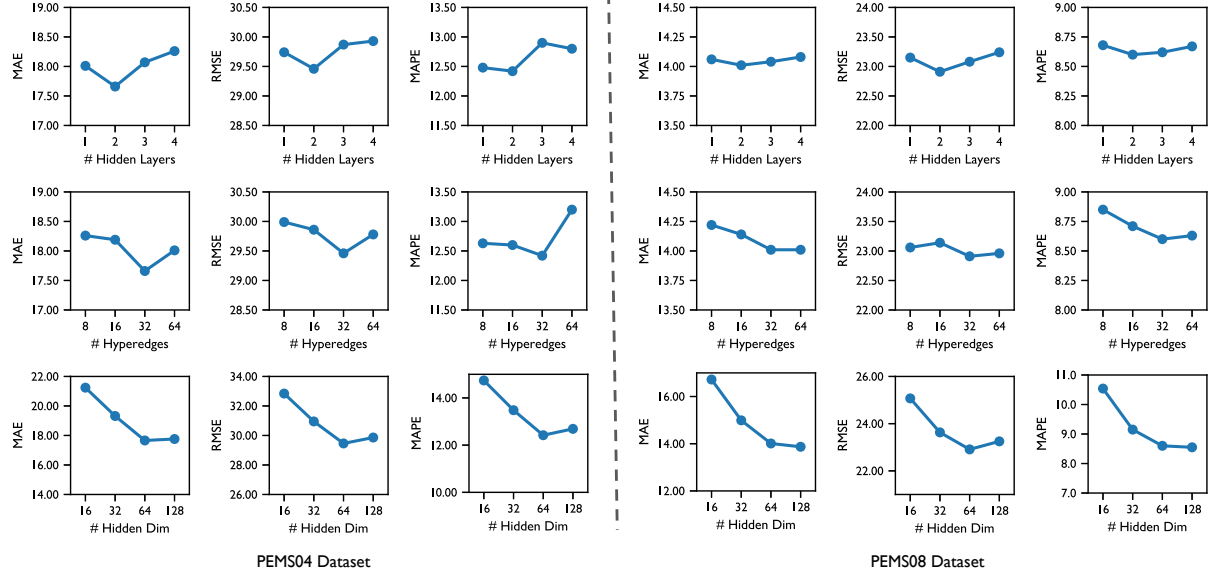 19.00
18.50
18.00
17.50
17.00
MAE
1 2 3 4
# Hidden Layers
30.50
30.00
29.50
29.00
28.50
RMSE
1 2 3 4
# Hidden Layers
13.50
13.00
12.50
12.00
11.50
MAPE
1 2 3 4
# Hidden Layers
14.50
14.25
14.00
13.75
13.50
MAE
1 2 3 4
# Hidden Layers
24.00
23.50
23.00
22.50
22.00
RMSE
1 2 3 4
# Hidden Layers
9.00
8.75
8.50
8.25
8.00
MAPE
1 2 3 4
# Hidden Layers
19.00
18.50
18.00
17.50
17.00
MAE
8 16 32 64
# Hyperedges
30.50
30.00
29.50
29.00
28.50
RMSE
8 16 32 64
# Hyperedges
13.50
13.00
12.50
12.00
11.50
MAPE
8 16 32 64
# Hyperedges
14.50
14.25
14.00
13.75
13.50
MAE
8 16 32 64
# Hyperedges
24.00
23.50
23.00
22.50
22.00
RMSE
8 16 32 64
# Hyperedges
9.00
8.75
8.50
8.25
8.00
MAPE
8 16 32 64
# Hyperedges
22.00
20.00
18.00
16.00
14.00
MAE
16 32 64 128
# Hidden Dim
34.00
32.00
30.00
28.00
26.00
RMSE
16 32 64 128
# Hidden Dim
14.00
12.00
10.00
MAPE
16 32 64 128
# Hidden Dim
16.00
14.00
12.00
MAE
16 32 64 128
# Hidden Dim
26.00
24.00
22.00
RMSE
16 32 64 128
# Hidden Dim
11.0
10.0
9.0
8.0
7.0
MAPE
16 32 64 128
# Hidden Dim
PEMS04 Dataset
PEMS08 Dataset